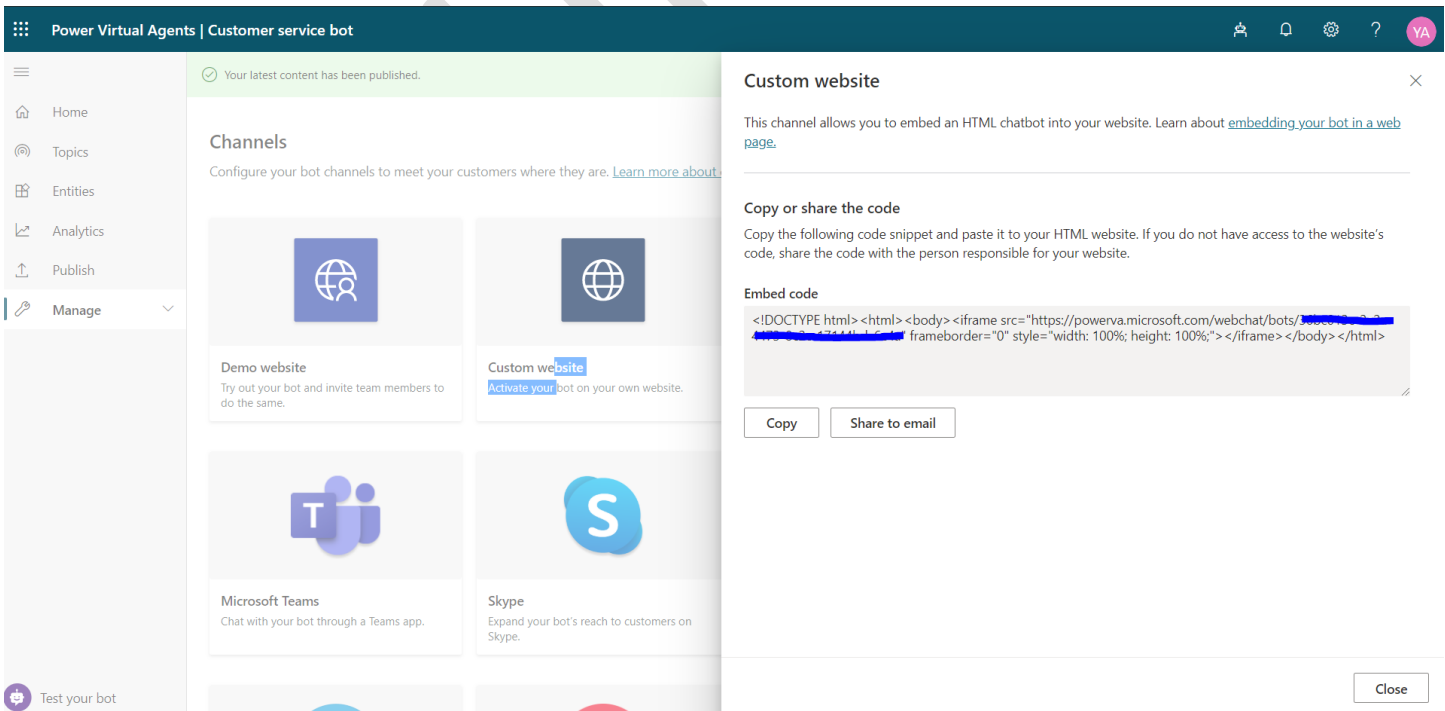 Power Virtual Agents | Customer service bot
YA
Your latest content has been published.
Home
Topics
Entities
Analytics
Publish
Manage
Test your bot
Channels
Configure your bot channels to meet your customers where they are. Learn more about
Demo website
Try out your bot and invite team members to
do the same.
Custom website
Activate your bot on your own website.
Microsoft Teams
Chat with your bot through a Teams app.
Skype
Expand your bot's reach to customers on
Skype.
Custom website
This channel allows you to embed an HTML chatbot into your website. Learn about embedding your bot in a web
page.
Copy or share the code
Copy the following code snippet and paste it to your HTML website. If you do not have access to the website's
code, share the code with the person responsible for your website.
Embed code
<!DOCTYPE html><html><body><iframe src="https://powerva.microsoft.com/webchat/bots/
" frameborder="0" style="width: 100%; height: 100%;"></iframe></body></html>
Copy
Share to email
Close